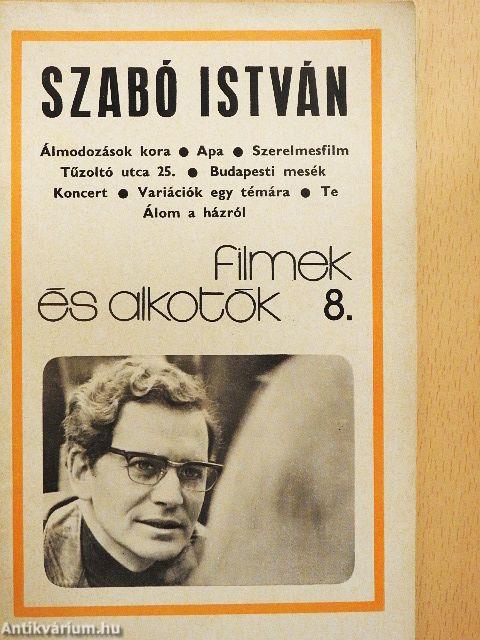 SZABÓ ISTVÁN
Álmodozások kora ● Apa ● Szerelmesfilm
Tűzoltó utca 25. ● Budapesti mesék
Koncert ● Variációk egy témára ● Te
Álom a házról
filmek
és alkotók 8.
Antikvárium.hu